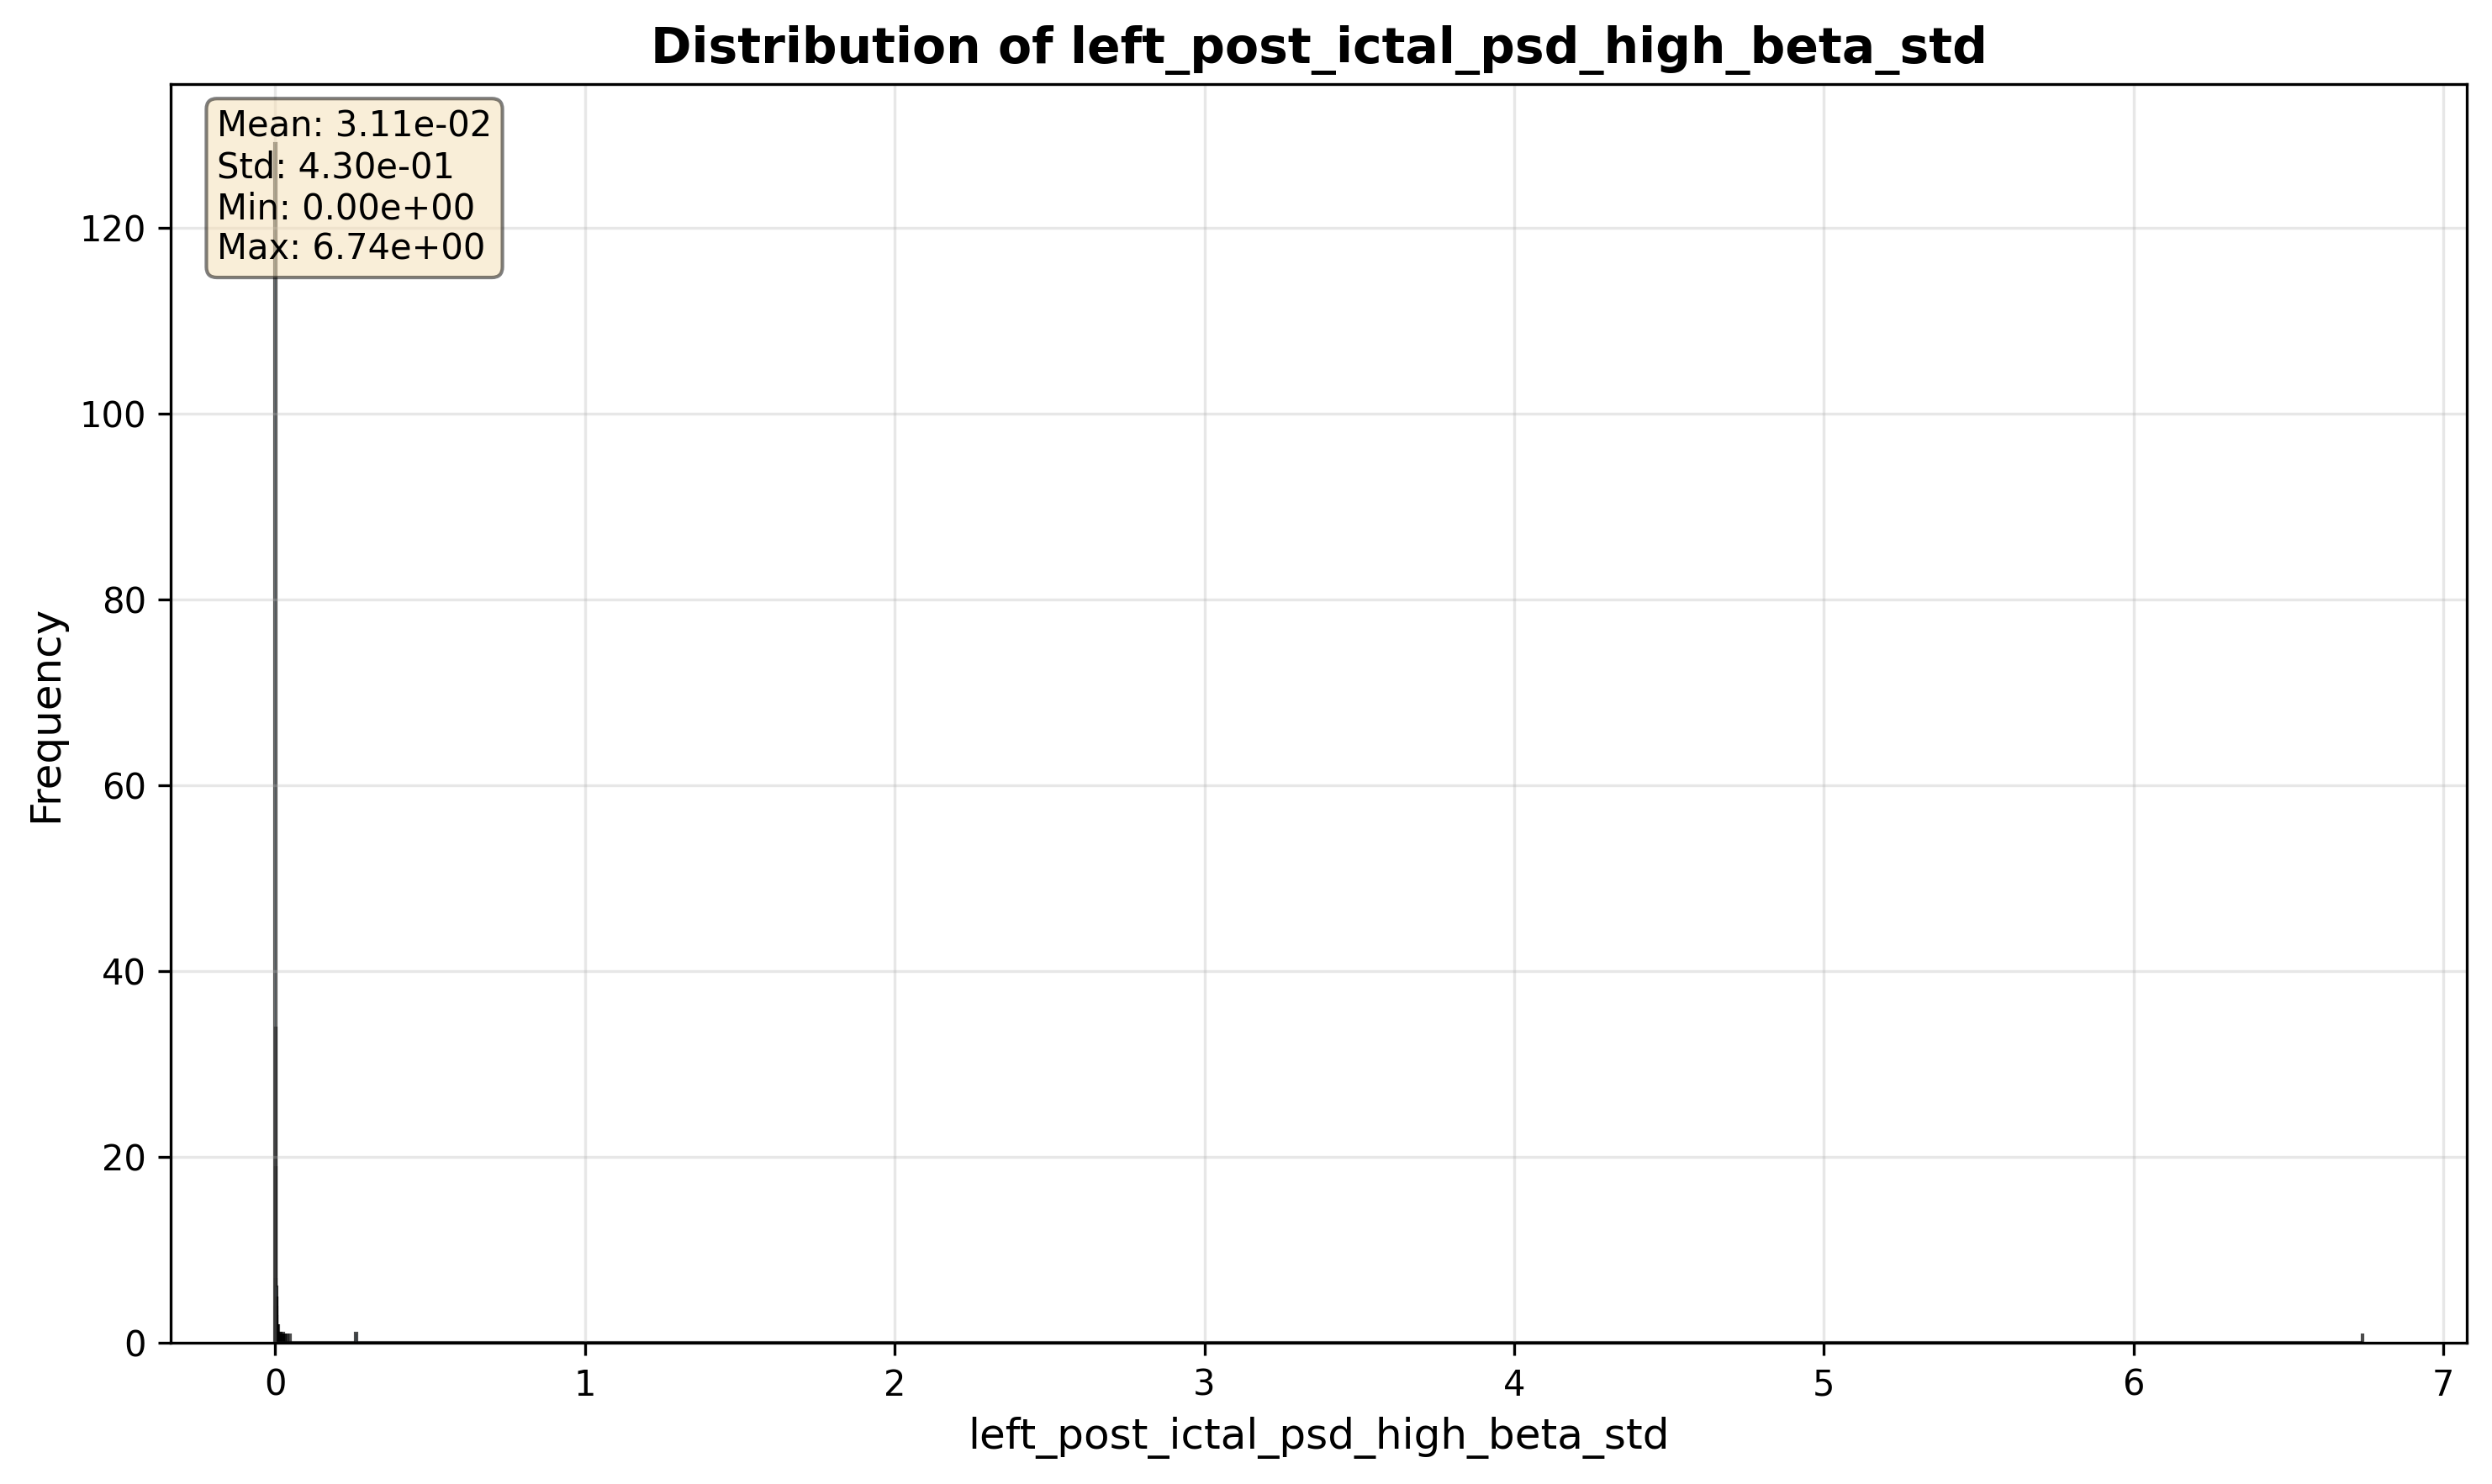 Distribution of left_post_ictal_psd_high_beta_std
Mean: 3.11e-02
Std: 4.30e-01
Min: 0.00e+00
Max: 6.74e+00
120
100
80
60
40
20
0
Frequency
0 1 2 3 4 5 6 7
left_post_ictal_psd_high_beta_std